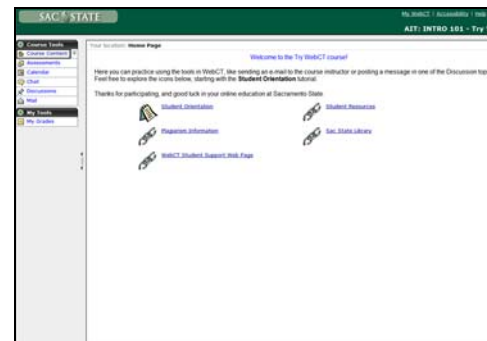 SAC STATE
My WebCT | Accessibility | Help
AIT: INTRO 101 - Try
Course Tools
Course Content
Assessments
Calendar
Chat
Discussions
Mail
My Tools
My Grades
Your location: Home Page
Welcome to the Try WebCT course!
Here you can practice using the tools in WebCT, like sending an e-mail to the course instructor or posting a message in one of the Discussion top
Feel free to explore the icons below, starting with the Student Orientation tutorial.
Thanks for participating, and good luck in your online education at Sacramento State.
Student Orientation
Student Resources
Plagiarism Information
Sac State Library
WebCT Student Support Web Page